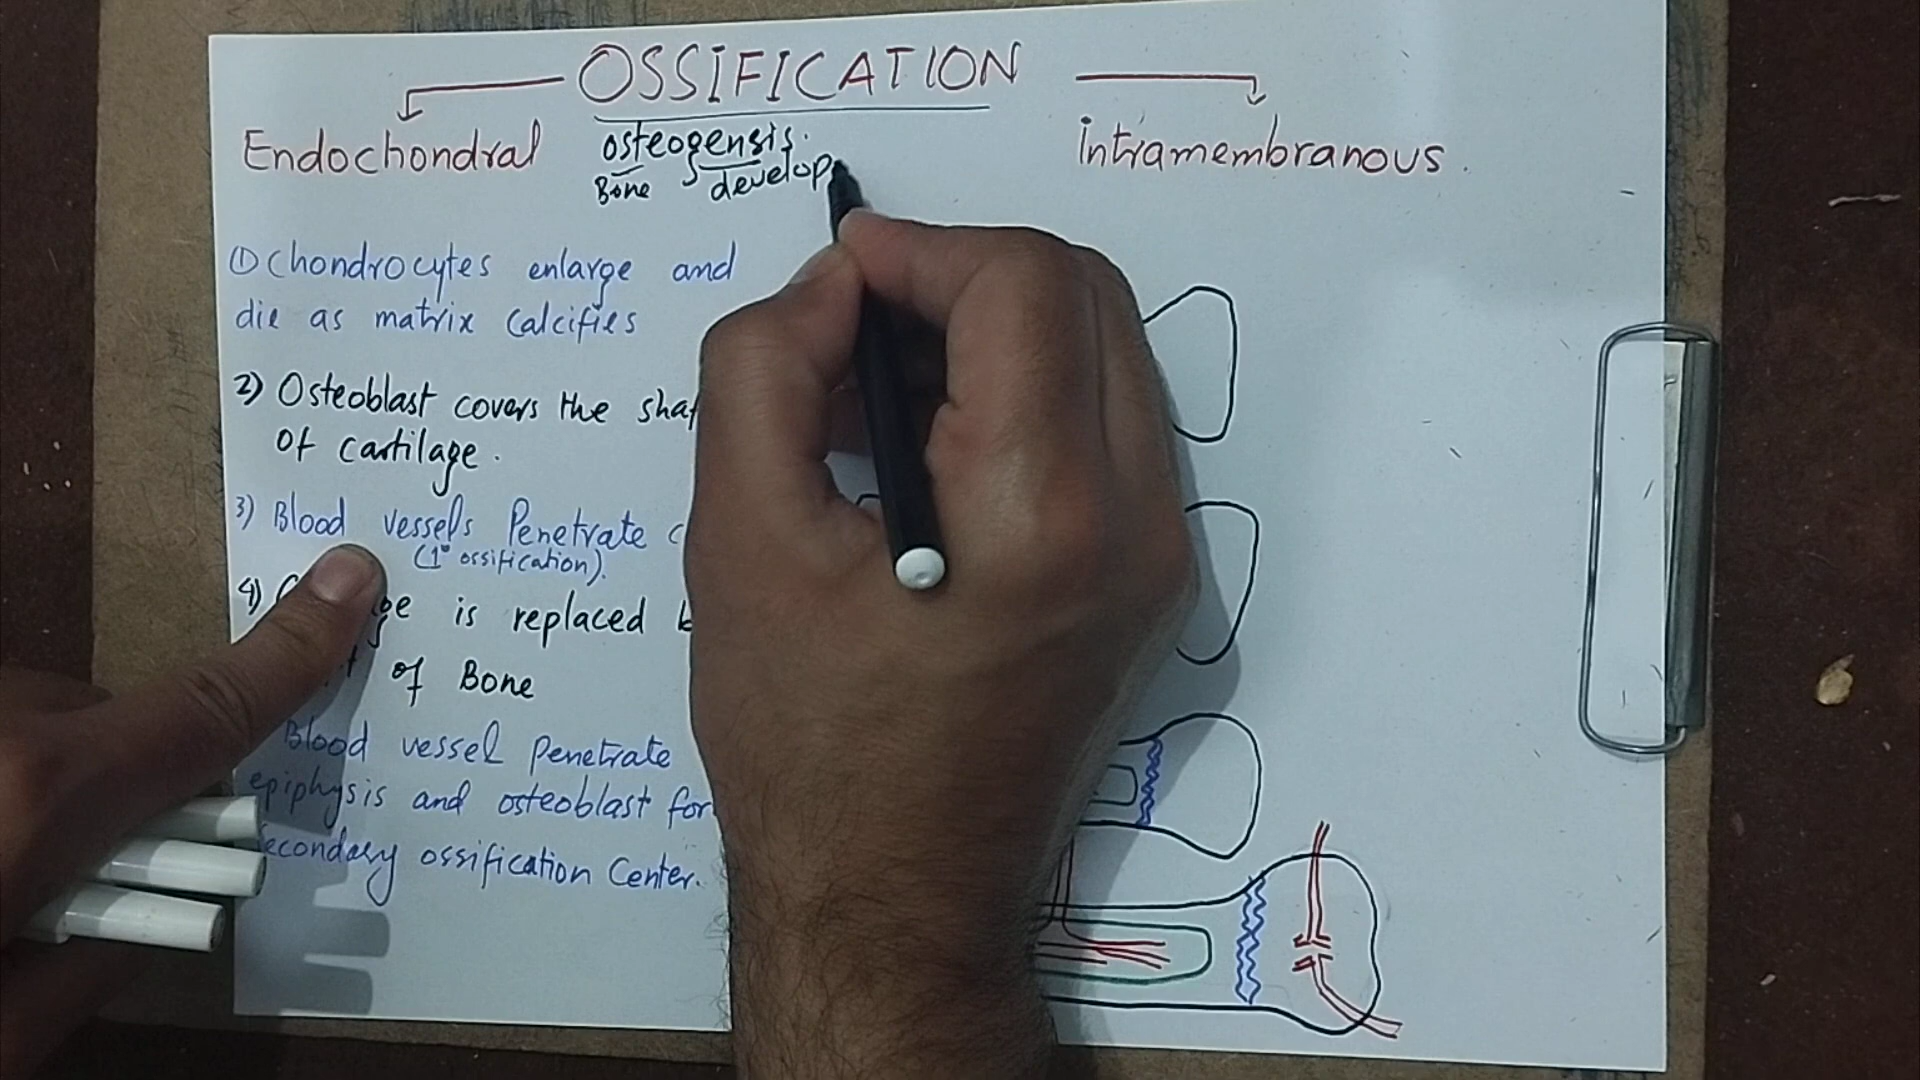 OSSIFICATION
Endochondral
osteogensis.
Bone develop
Intramembranous.
① Chondrocytes enlarge and
die as matrix calcifies
2) Osteoblast covers the
of cartilage.
3) Blood vessels Penetrate
(1° ossification).
4) is replaced
of Bone
Blood vessel penetrate
epiphysis and osteoblast
Secondary ossification Center.